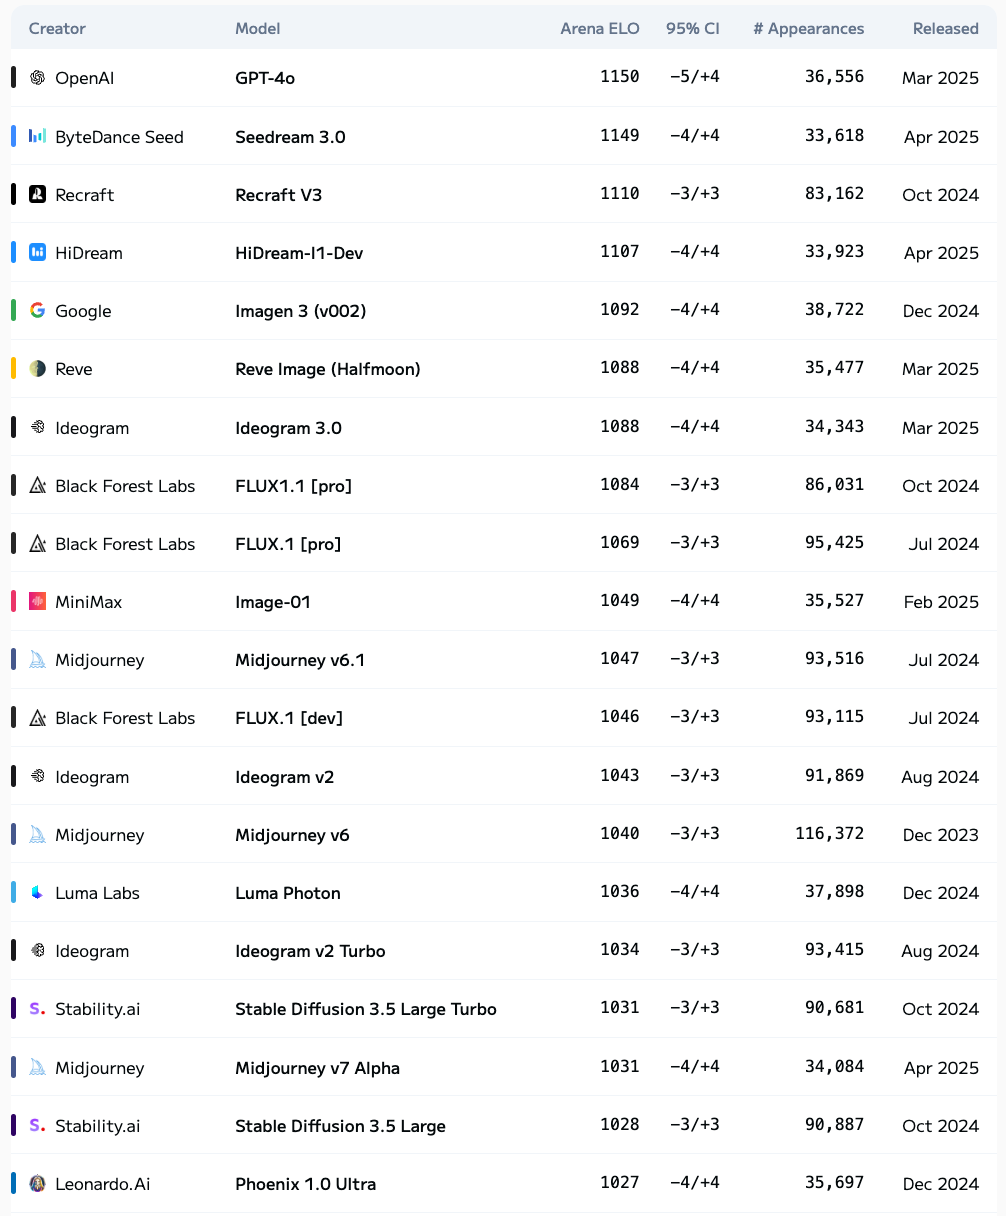 Creator Model Arena ELO 95% CI # Appearances Released
OpenAI GPT-4o 1150 −5/+4 36,556 Mar 2025
ByteDance Seed Seedream 3.0 1149 −4/+4 33,618 Apr 2025
Recraft Recraft V3 1110 −3/+3 83,162 Oct 2024
HiDream HiDream-I1-Dev 1107 −4/+4 33,923 Apr 2025
Google Imagen 3 (v002) 1092 −4/+4 38,722 Dec 2024
Reve Reve Image (Halfmoon) 1088 −4/+4 35,477 Mar 2025
Ideogram Ideogram 3.0 1088 −4/+4 34,343 Mar 2025
Black Forest Labs FLUX1.1 [pro] 1084 −3/+3 86,031 Oct 2024
Black Forest Labs FLUX.1 [pro] 1069 −3/+3 95,425 Jul 2024
MiniMax Image-01 1049 −4/+4 35,527 Feb 2025
Midjourney Midjourney v6.1 1047 −3/+3 93,516 Jul 2024
Black Forest Labs FLUX.1 [dev] 1046 −3/+3 93,115 Jul 2024
Ideogram Ideogram v2 1043 −3/+3 91,869 Aug 2024
Midjourney Midjourney v6 1040 −3/+3 116,372 Dec 2023
Luma Labs Luma Photon 1036 −4/+4 37,898 Dec 2024
Ideogram Ideogram v2 Turbo 1034 −3/+3 93,415 Aug 2024
S. Stability.ai Stable Diffusion 3.5 Large Turbo 1031 −3/+3 90,681 Oct 2024
Midjourney Midjourney v7 Alpha 1031 −4/+4 34,084 Apr 2025
S. Stability.ai Stable Diffusion 3.5 Large 1028 −3/+3 90,887 Oct 2024
Leonardo.Ai Phoenix 1.0 Ultra 1027 −4/+4 35,697 Dec 2024